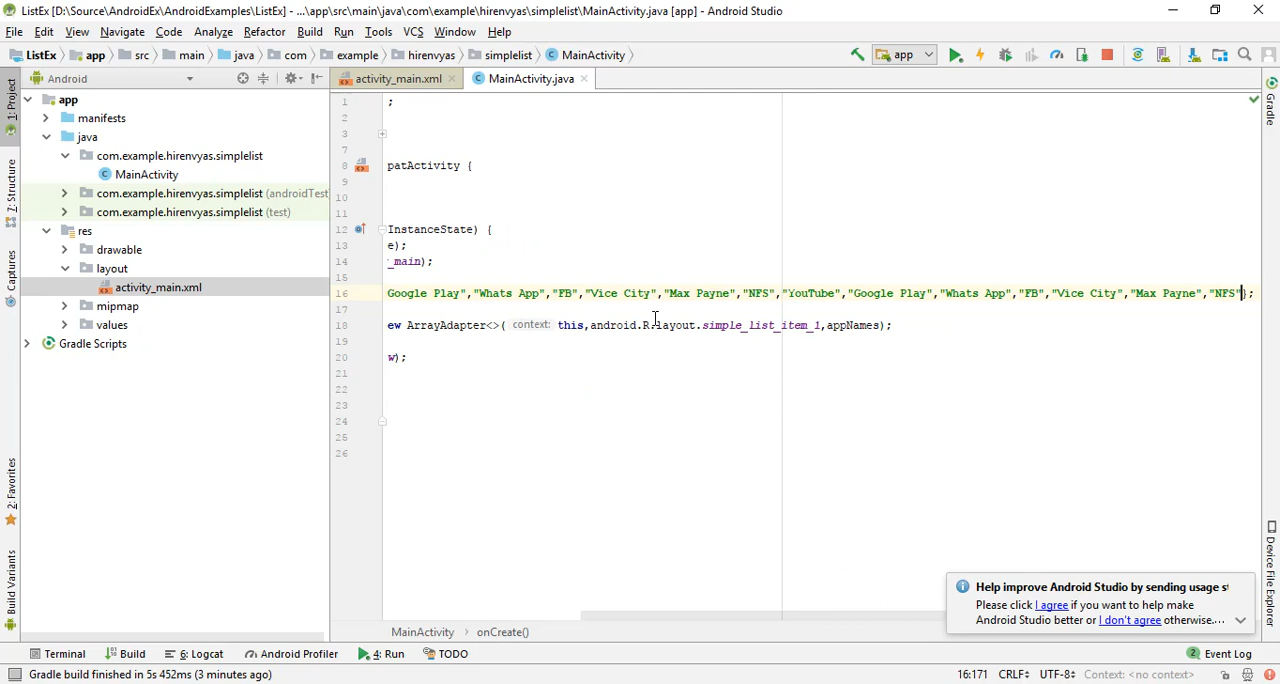 ListEx [D:\Source\AndroidEx\AndroidExamples\ListEx] - ...\app\src\main\java\com\example\hirenvyas\simplelist\MainActivity.java [app] - Android Studio
File Edit View Navigate Code Analyze Refactor Build Run Tools VCS Window Help
ListEx app src main java com example hirenvyas simplelist MainActivity app
Android activity_main.xml MainActivity.java
1: Project
Z: Structure
Captures
2: Favorites
Build Variants
app
manifests
java
com.example.hirenvyas.simplelist
MainActivity
com.example.hirenvyas.simplelist (androidTest
com.example.hirenvyas.simplelist (test)
res
drawable
layout
activity_main.xml
mipmap
values
Gradle Scripts
1 ;
2
3
7
8 patActivity {
9
10
11
12 InstanceState) {
13 e);
14 _main);
15
16 Google Play","Whats App","FB","Vice City","Max Payne","NFS","YouTube","Google Play","Whats App","FB","Vice City","Max Payne","NFS"};
17
18 ew ArrayAdapter<>( context: this,android.R.layout.simple_list_item_1,appNames);
19
20 w);
21
22
23
24
25
26
Gradle
Device File Explorer
Help improve Android Studio by sending usage st
Please click I agree if you want to help make
Android Studio better or I don't agree otherwise....
MainActivity › onCreate()
Terminal Build 6: Logcat Android Profiler 4: Run TODO 2 Event Log
Gradle build finished in 5s 452ms (3 minutes ago) 16:171 CRLF÷ UTF-8÷ Context: <no context>